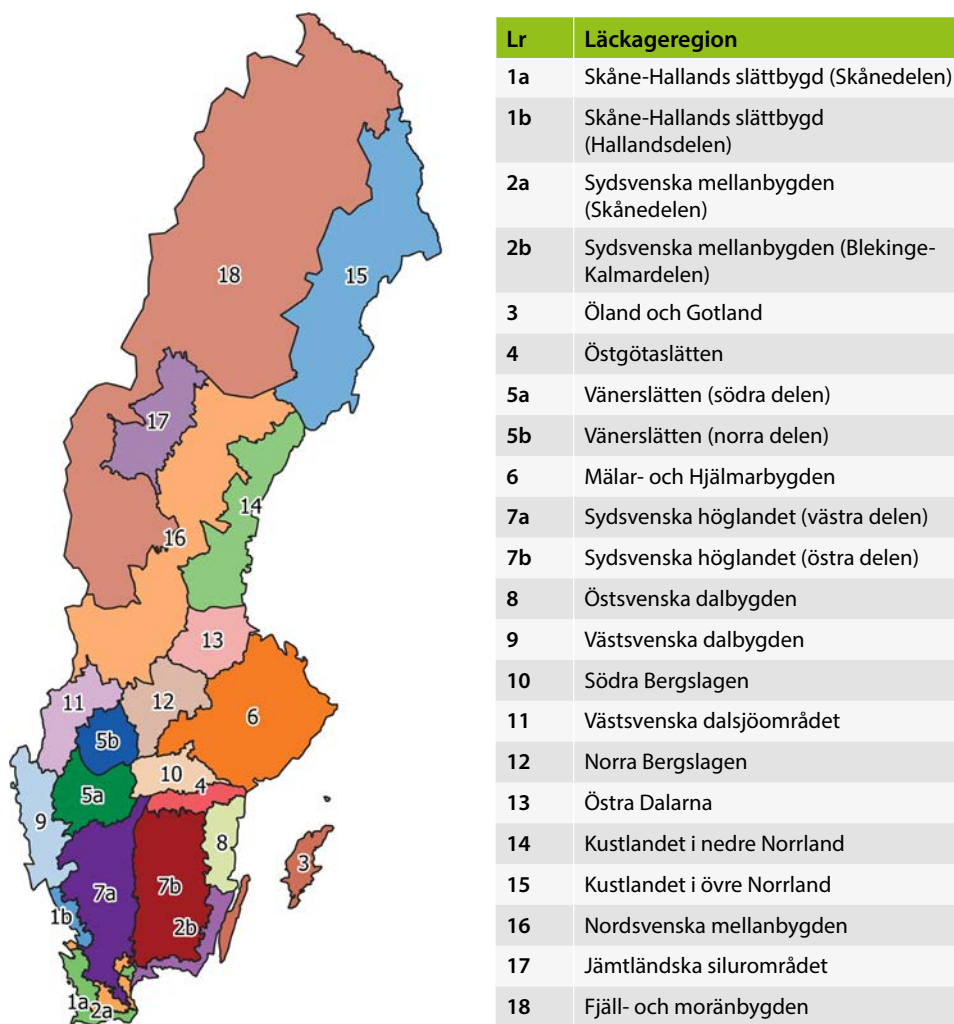 18
15
17
14
16
13
11
12
6
5b
10
4
5a
9
8
3
7a
7b
1b
2b
1a
2a
Lr Läckageregion
1a Skåne-Hallands slättbygd (Skånedelen)
1b Skåne-Hallands slättbygd
(Hallandsdelen)
2a Sydsvenska mellanbygden
(Skånedelen)
2b Sydsvenska mellanbygden (Blekinge-
Kalmardelen)
3 Öland och Gotland
4 Östgötaslätten
5a Vänerslätten (södra delen)
5b Vänerslätten (norra delen)
6 Mälar- och Hjälmarbygden
7a Sydsvenska höglandet (västra delen)
7b Sydsvenska höglandet (östra delen)
8 Östsvenska dalbygden
9 Västsvenska dalbygden
10 Södra Bergslagen
11 Västsvenska dalsjöområdet
12 Norra Bergslagen
13 Östra Dalarna
14 Kustlandet i nedre Norrland
15 Kustlandet i övre Norrland
16 Nordsvenska mellanbygden
17 Jämtländska silurområdet
18 Fjäll- och moränbygden